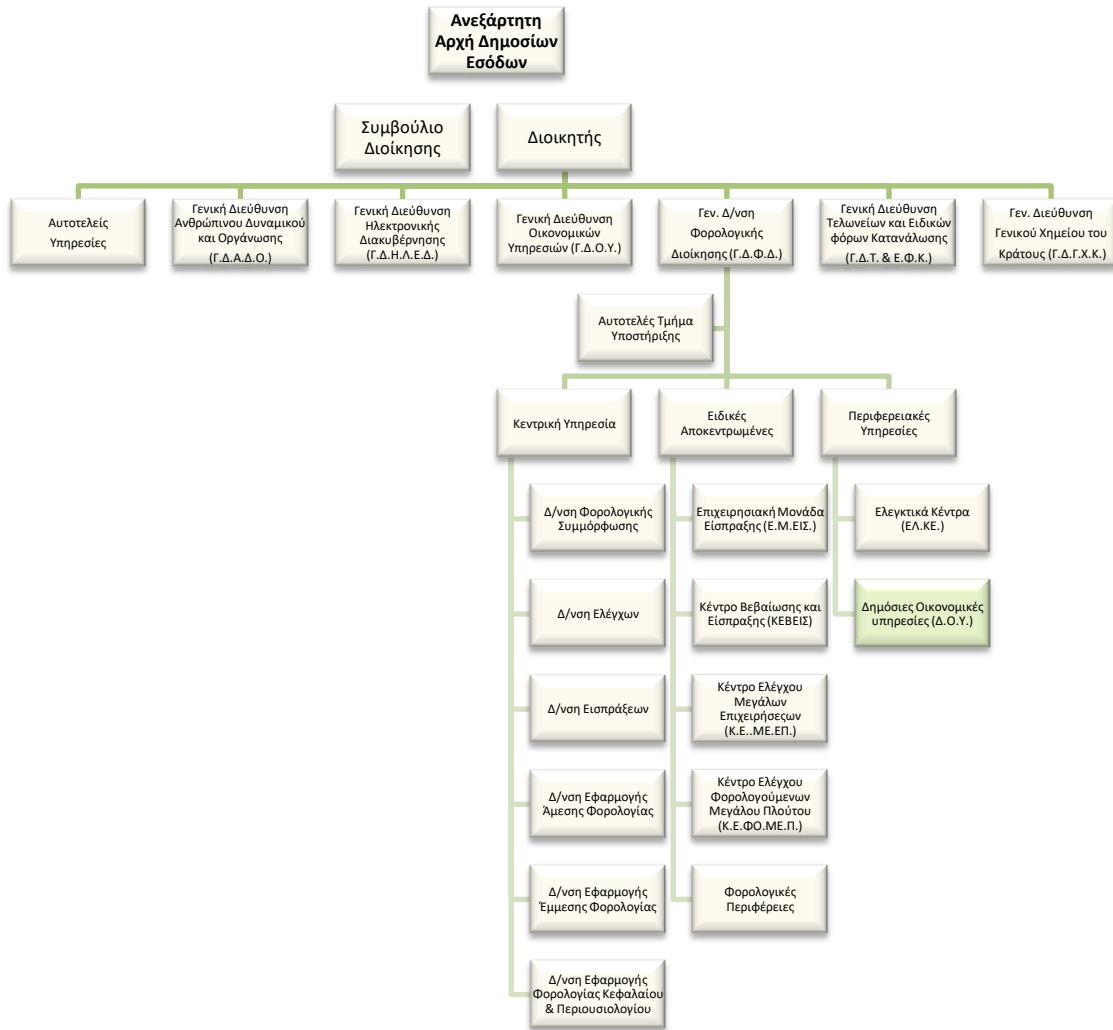 Ανεξάρτητη
Αρχή Δημοσίων
Εσόδων
Συμβούλιο
Διοίκησης
Διοικητής
Αυτοτελείς
Υπηρεσίες
Γενική Διεύθυνση
Ανθρώπινου Δυναμικού
και Οργάνωσης
(Γ.Δ.Α.Δ.Ο.)
Γενική Διεύθυνση
Ηλεκτρονικής
Διακυβέρνησης
(Γ.Δ.Η.Λ.Ε.Δ.)
Γενική Διεύθυνση
Οικονομικών
Υπηρεσιών (Γ.Δ.Ο.Υ.)
Γεν. Δ/νση
Φορολογικής
Διοίκησης (Γ.Δ.Φ.Δ.)
Γενική Διεύθυνση
Τελωνείων και Ειδικών
φόρων Κατανάλωσης
(Γ.Δ.Τ. & Ε.Φ.Κ.)
Γεν. Διεύθυνση
Γενικού Χημείου του
Κράτους (Γ.Δ.Γ.Χ.Κ.)
Αυτοτελές Τμήμα
Υποστήριξης
Κεντρική Υπηρεσία
Ειδικές
Αποκεντρωμένες
Περιφερειακές
Υπηρεσίες
Δ/νση Φορολογικής
Συμμόρφωσης
Δ/νση Ελέγχων
Δ/νση Εισπράξεων
Δ/νση Εφαρμογής
Άμεσης Φορολογίας
Δ/νση Εφαρμογής
Έμμεσης Φορολογίας
Δ/νση Εφαρμογής
Φορολογίας Κεφαλαίου
& Περιουσιολογίου
Επιχειρησιακή Μονάδα
Είσπραξης (Ε.Μ.ΕΙΣ.)
Κέντρο Βεβαίωσης και
Είσπραξης (ΚΕΒΕΙΣ)
Κέντρο Ελέγχου
Μεγάλων
Επιχειρήσεςων
(Κ.Ε..ΜΕ.ΕΠ.)
Κέντρο Ελέγχου
Φορολογούμενων
Μεγάλου Πλούτου
(Κ.Ε.ΦΟ.ΜΕ.Π.)
Φορολογικές
Περιφέρειες
Ελεγκτικά Κέντρα
(ΕΛ.ΚΕ.)
Δημόσιες Οικονομικές
υπηρεσίες (Δ.Ο.Υ.)